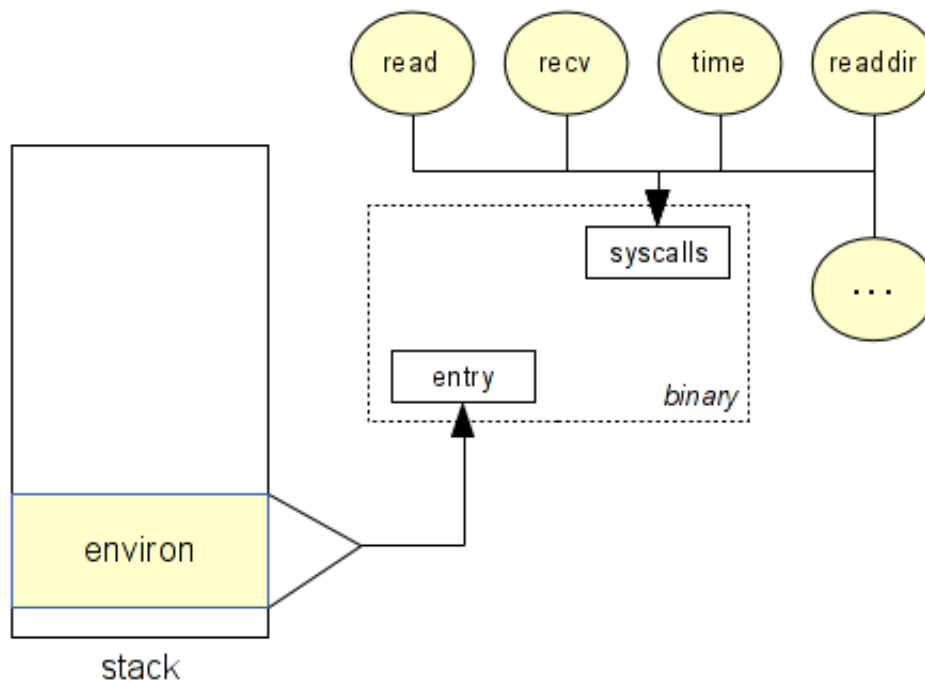 read
recv
time
readdir
syscalls
...
entry
binary
environ
stack